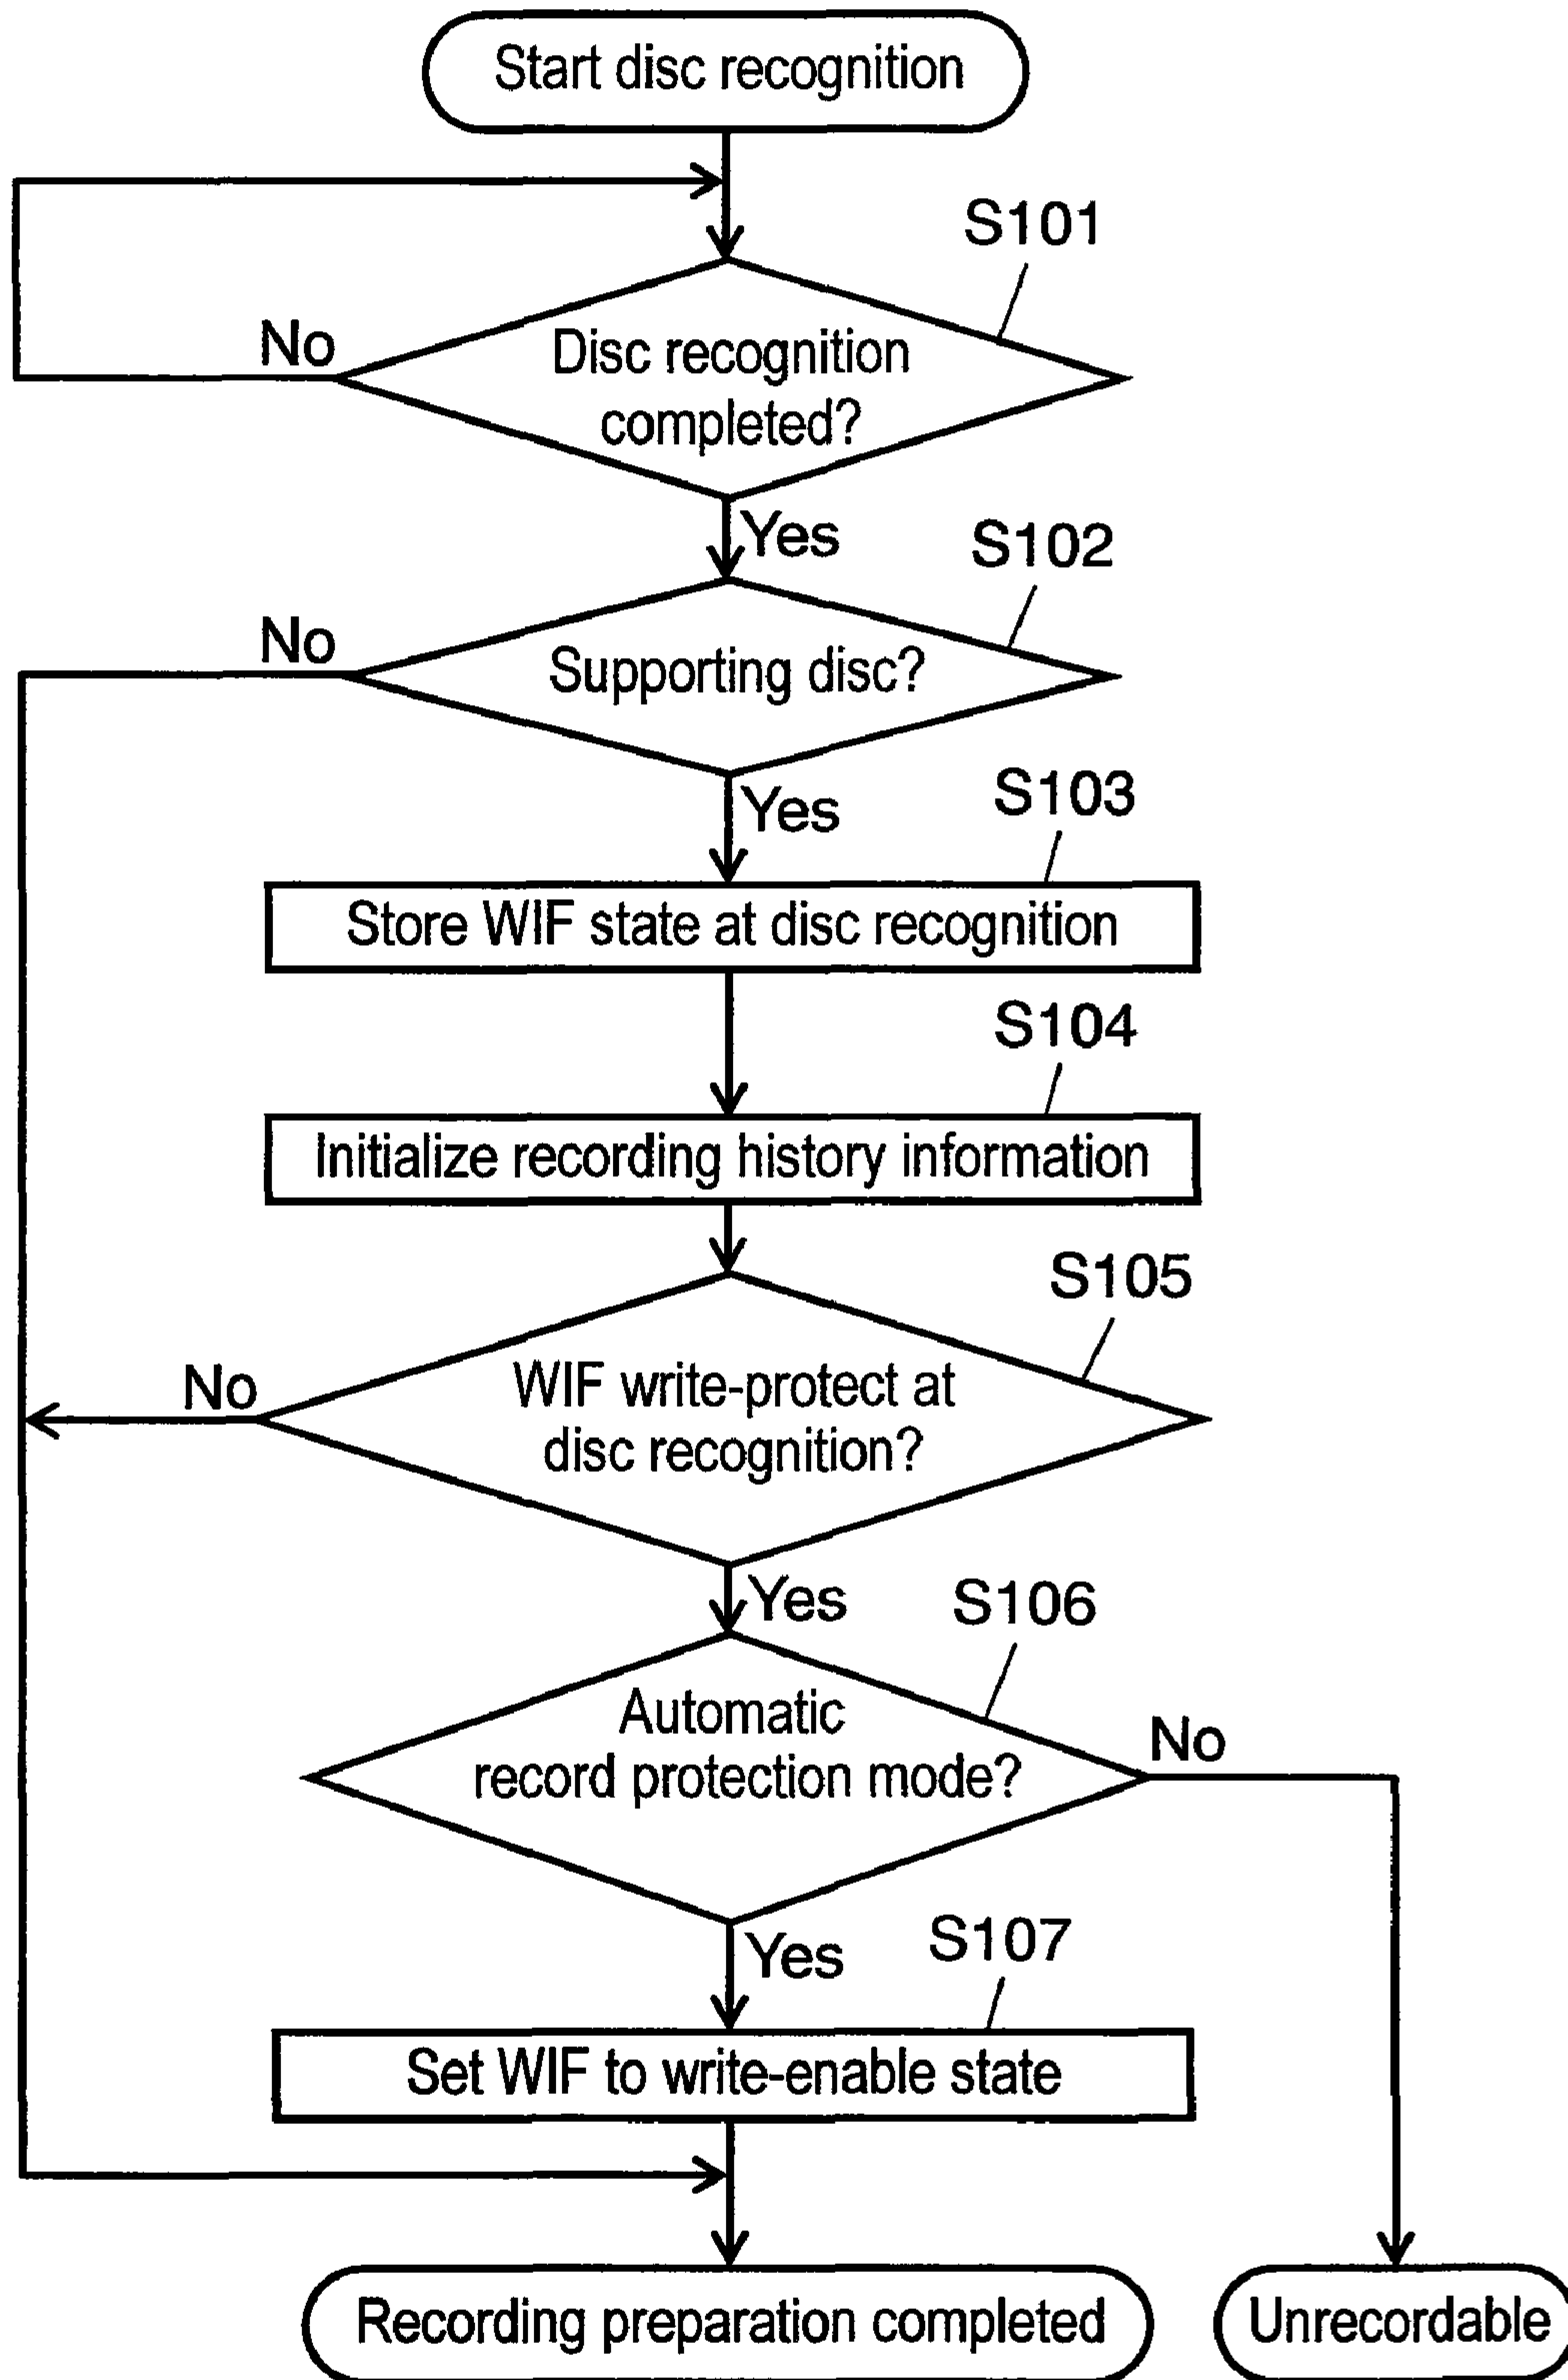 Start disc recognition
S101
No
Disc recognition
completed?
Yes
S102
No
Supporting disc?
Yes
S103
Store WIF state at disc recognition
S104
Initialize recording history information
S105
No
WIF write-protect at
disc recognition?
Yes
S106
Automatic
record protection mode?
No
Yes
S107
Set WIF to write-enable state
Recording preparation completed
Unrecordable